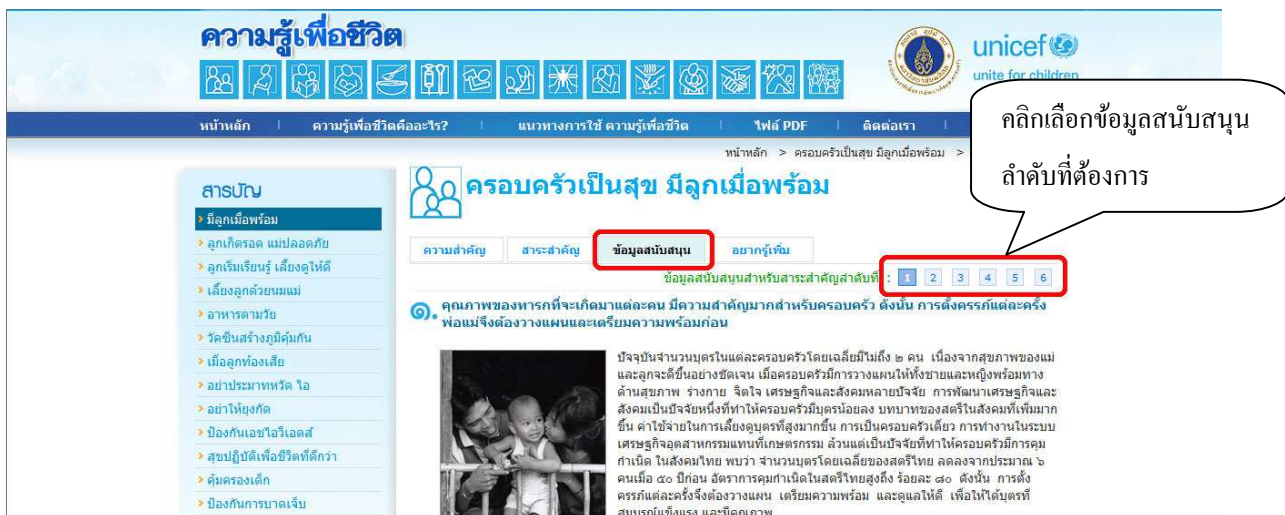 ความรู้เพื่อชีวิต
unicef
unite for children
คลิกเลือกข้อมูลสนับสนุน
ลำดับที่ต้องการ
หน้าหลัก | ความรู้เพื่อชีวิตคืออะไร? | แนวทางการใช้ ความรู้เพื่อชีวิต | ไฟล์ PDF | ติดต่อเรา |
หน้าหลัก > ครอบครัวเป็นสุข มีลูกเมื่อพร้อม >
สารบัญ
มีลูกเมื่อพร้อม
ลูกเกิดรอด แม่ปลอดภัย
ลูกเริ่มเรียนรู้ เลี้ยงดูให้ดี
เลี้ยงลูกด้วยนมแม่
อาหารตามวัย
วัคซีนสร้างภูมิคุ้มกัน
เมื่อลูกท้องเสีย
อย่าประมาทหวัด ไอ
อย่าให้ยุงกัด
ป้องกันเอชไอวีเอดส์
สุขปฏิบัติเพื่อชีวิตที่ดีกว่า
คุ้มครองเด็ก
ป้องกันการบาดเจ็บ
ครอบครัวเป็นสุข มีลูกเมื่อพร้อม
ความสำคัญ สาระสำคัญ ข้อมูลสนับสนุน อยากรู้เพิ่ม
ข้อมูลสนับสนุนสำหรับสาระสำคัญลำดับที่ : 1 2 3 4 5 6
๑. คุณภาพของทารกที่จะเกิดมาแต่ละคน มีความสำคัญมากสำหรับครอบครัว ดังนั้น การตั้งครรภ์แต่ละครั้ง
พ่อแม่จึงต้องวางแผนและเตรียมความพร้อมก่อน
ปัจจุบันจำนวนบุตรในแต่ละครอบครัวโดยเฉลี่ยมีไม่ถึง ๒ คน เนื่องจากสุขภาพของแม่
และลูกจะดีขึ้นอย่างชัดเจน เมื่อครอบครัวมีการวางแผนให้ทั้งชายและหญิงพร้อมทาง
ด้านสุขภาพ ร่างกาย จิตใจ เศรษฐกิจและสังคมหลายปัจจัย การพัฒนาเศรษฐกิจและ
สังคมเป็นปัจจัยหนึ่งที่ทำให้ครอบครัวมีบุตรน้อยลง บทบาทของสตรีในสังคมที่เพิ่มมาก
ขึ้น ค่าใช้จ่ายในการเลี้ยงดูบุตรที่สูงมากขึ้น การเป็นครอบครัวเดี่ยว การทำงานในระบบ
เศรษฐกิจอุตสาหกรรมแทนที่เกษตรกรรม ล้วนแต่เป็นปัจจัยที่ทำให้ครอบครัวมีการคุม
กำเนิด ในสังคมไทย พบว่า จำนวนบุตรโดยเฉลี่ยของสตรีไทย ลดลงจากประมาณ ๖
คนเมื่อ ๕๐ ปีก่อน อัตราการคุมกำเนิดในสตรีไทยสูงถึง ร้อยละ ๘๐ ดังนั้น การตั้ง
ครรภ์แต่ละครั้งจึงต้องวางแผน เตรียมความพร้อม และดูแลให้ดี เพื่อให้ได้บุตรที่
สมบูรณ์แข็งแรง และมีคุณภาพ